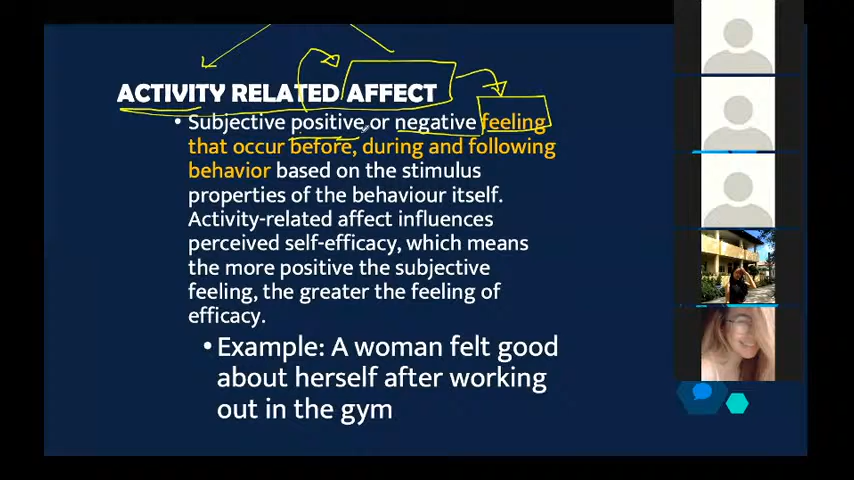 ACTIVITY RELATED AFFECT
• Subjective positive or negative feeling
that occur before, during and following
behavior based on the stimulus
properties of the behaviour itself.
Activity-related affect influences
perceived self-efficacy, which means
the more positive the subjective
feeling, the greater the feeling of
efficacy.
• Example: A woman felt good
about herself after working
out in the gym